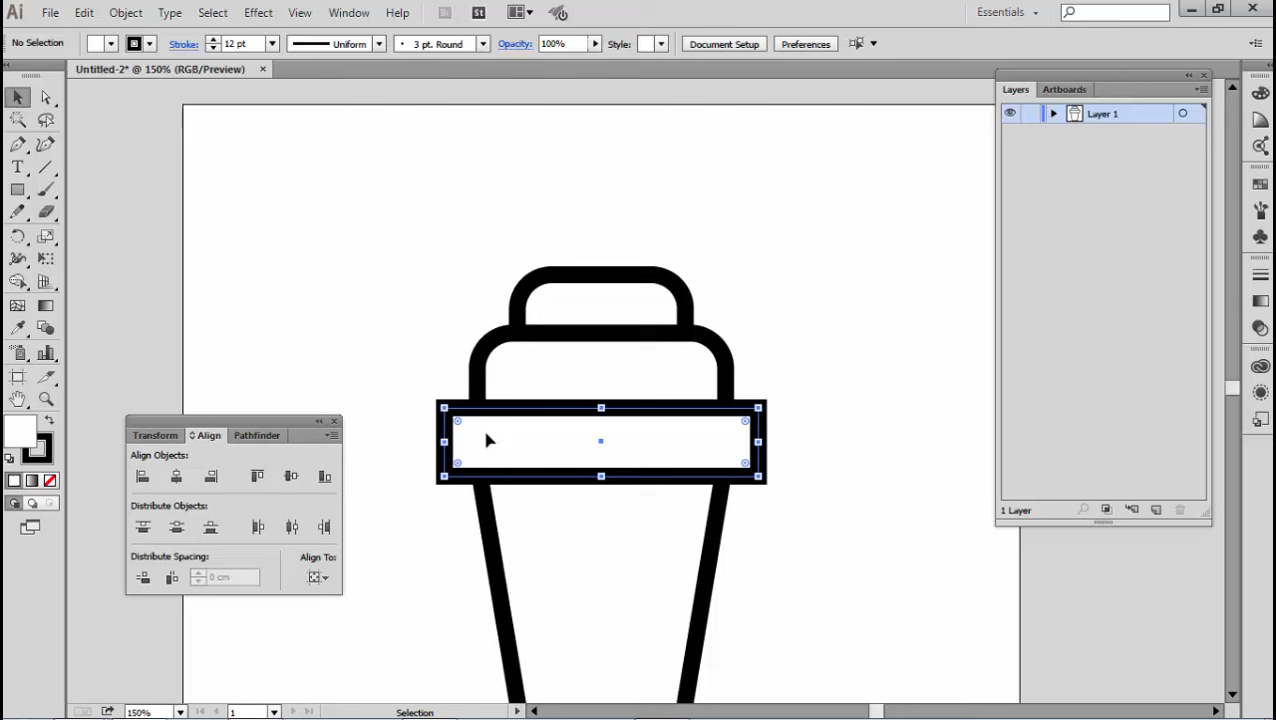 Ai File Edit Object Type Select Effect View Window Help Br St Essentials
No Selection Stroke: 12 pt Uniform 3 pt. Round Opacity: 100% Style: Document Setup Preferences
Untitled-2* @ 150% (RGB/Preview) ×
Layers Artboards
Layer 1
Transform Align Pathfinder
Align Objects:
Distribute Objects:
Distribute Spacing: Align To:
0 cm
1 Layer
150% 1 Selection